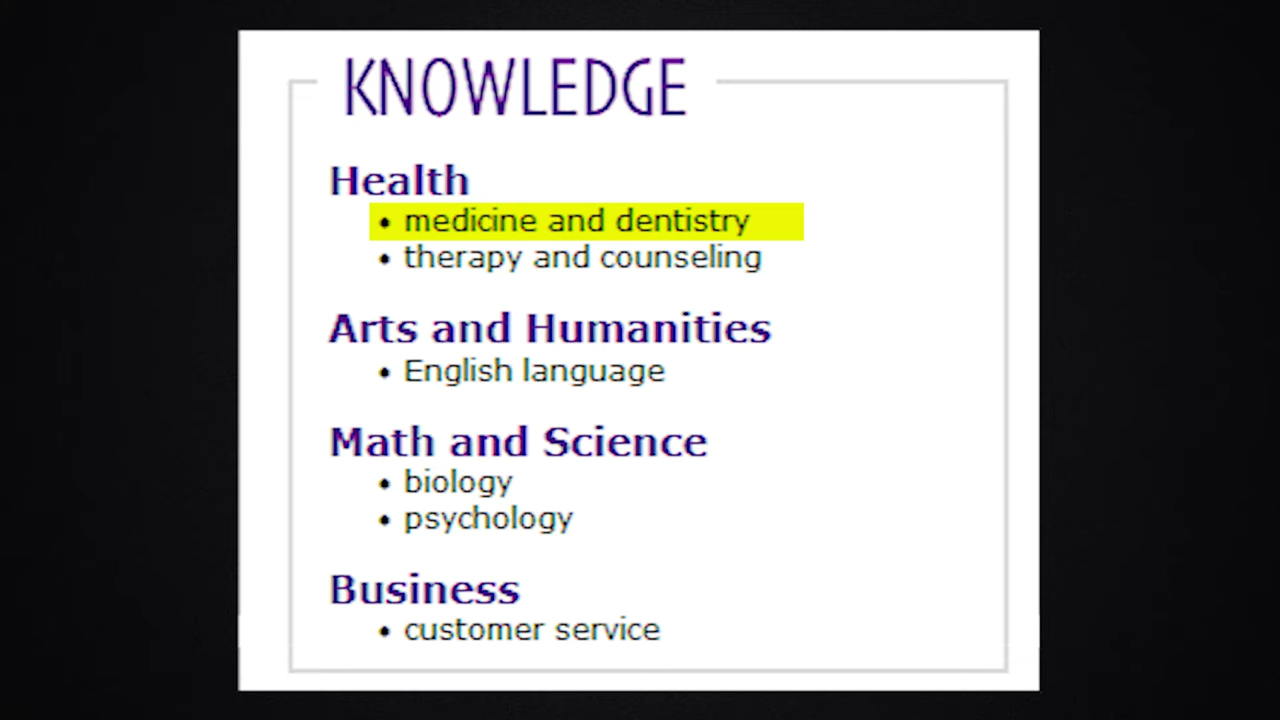 KNOWLEDGE
Health
• medicine and dentistry
• therapy and counseling
Arts and Humanities
• English language
Math and Science
• biology
• psychology
Business
• customer service